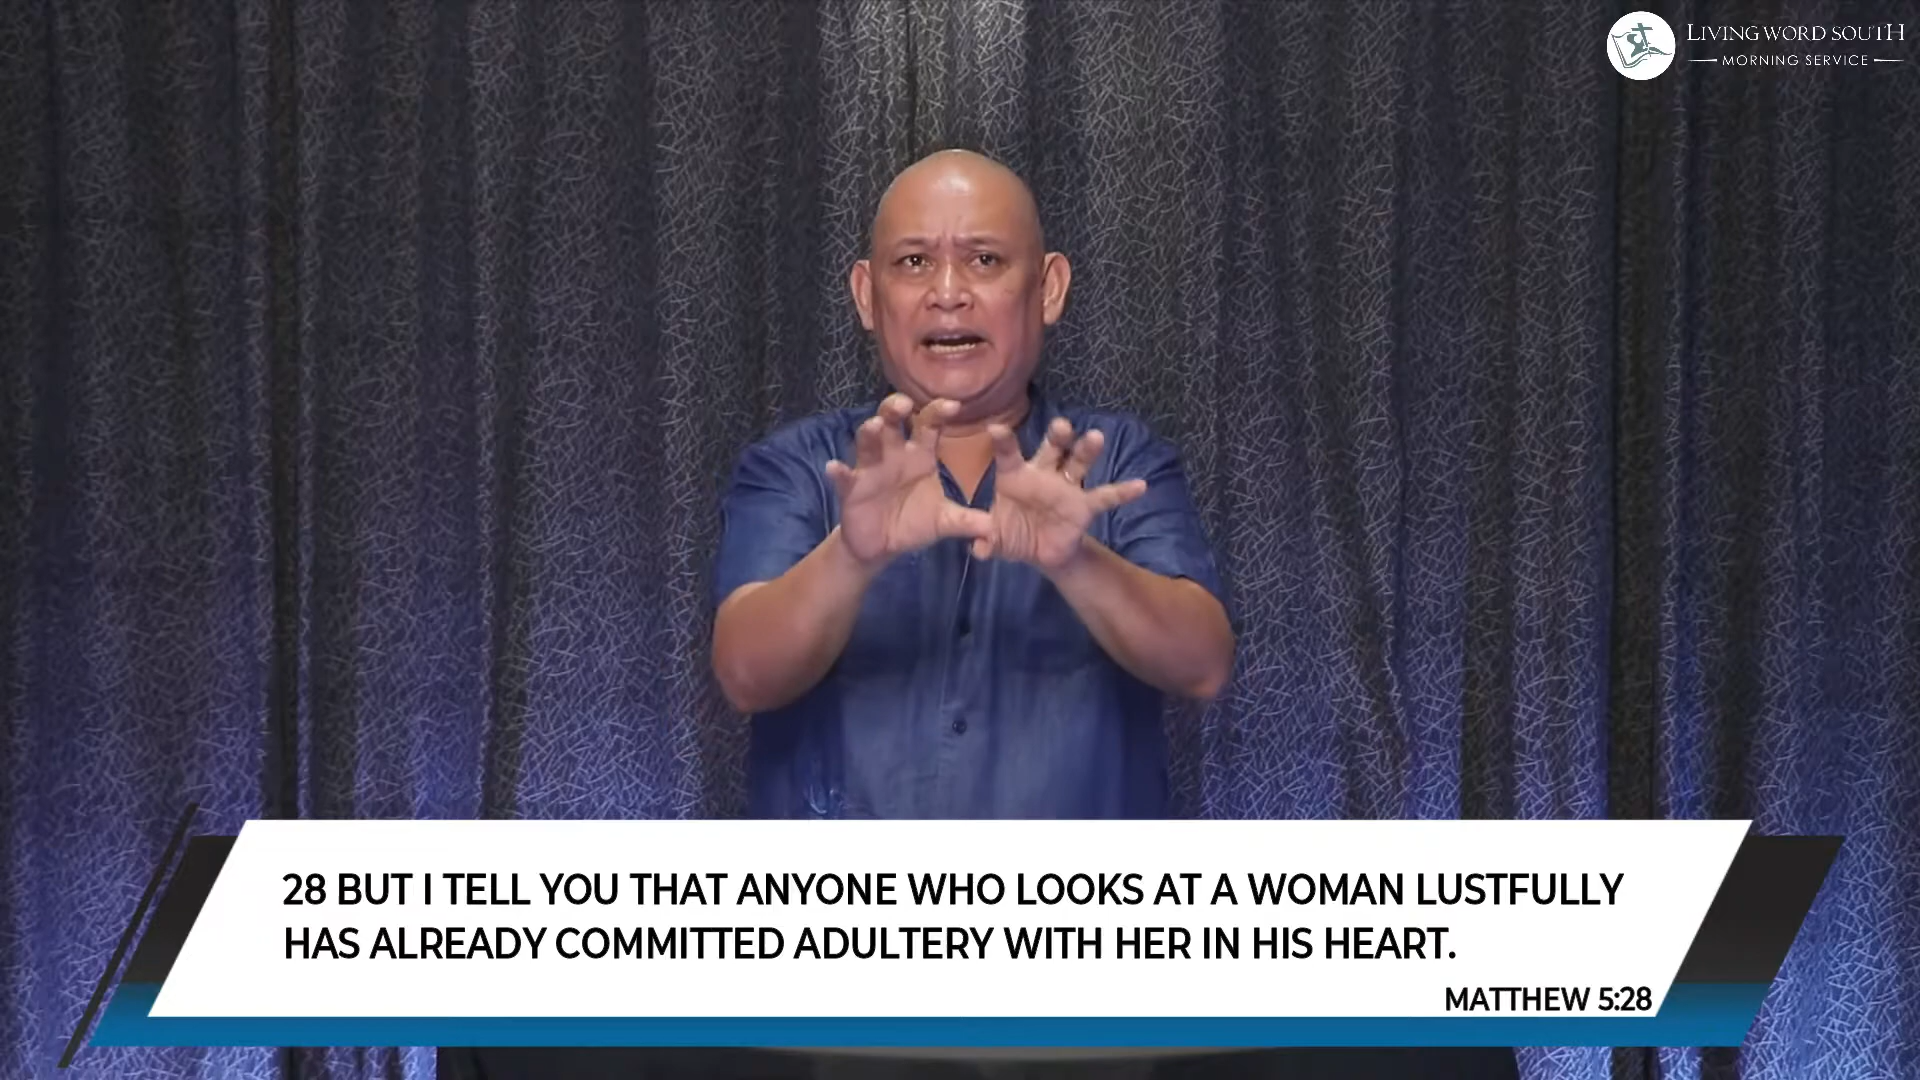 LIVING WORD SOUTH
MORNING SERVICE
28 BUT I TELL YOU THAT ANYONE WHO LOOKS AT A WOMAN LUSTFULLY
HAS ALREADY COMMITTED ADULTERY WITH HER IN HIS HEART.
MATTHEW 5:28